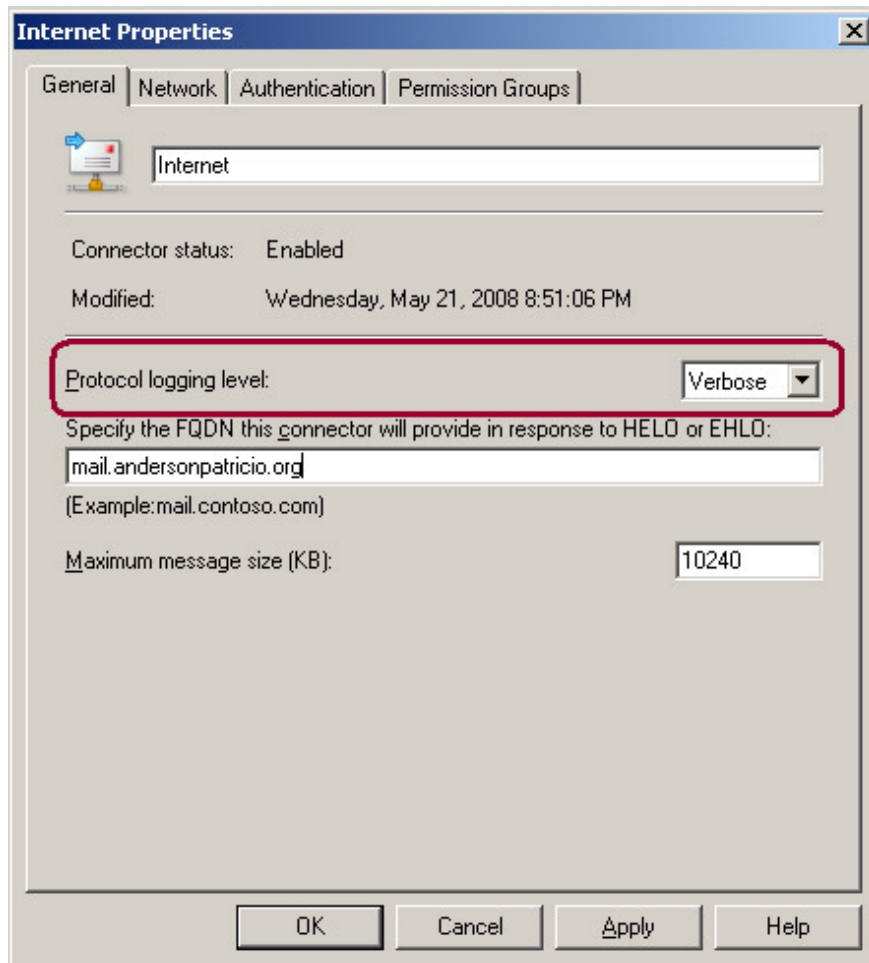 Internet Properties
General Network Authentication Permission Groups
Internet
Connector status: Enabled
Modified: Wednesday, May 21, 2008 8:51:06 PM
Protocol logging level: Verbose
Specify the FQDN this connector will provide in response to HELO or EHLO:
mail.andersonpatricio.org
(Example:mail.contoso.com)
Maximum message size (KB): 10240
OK Cancel Apply Help